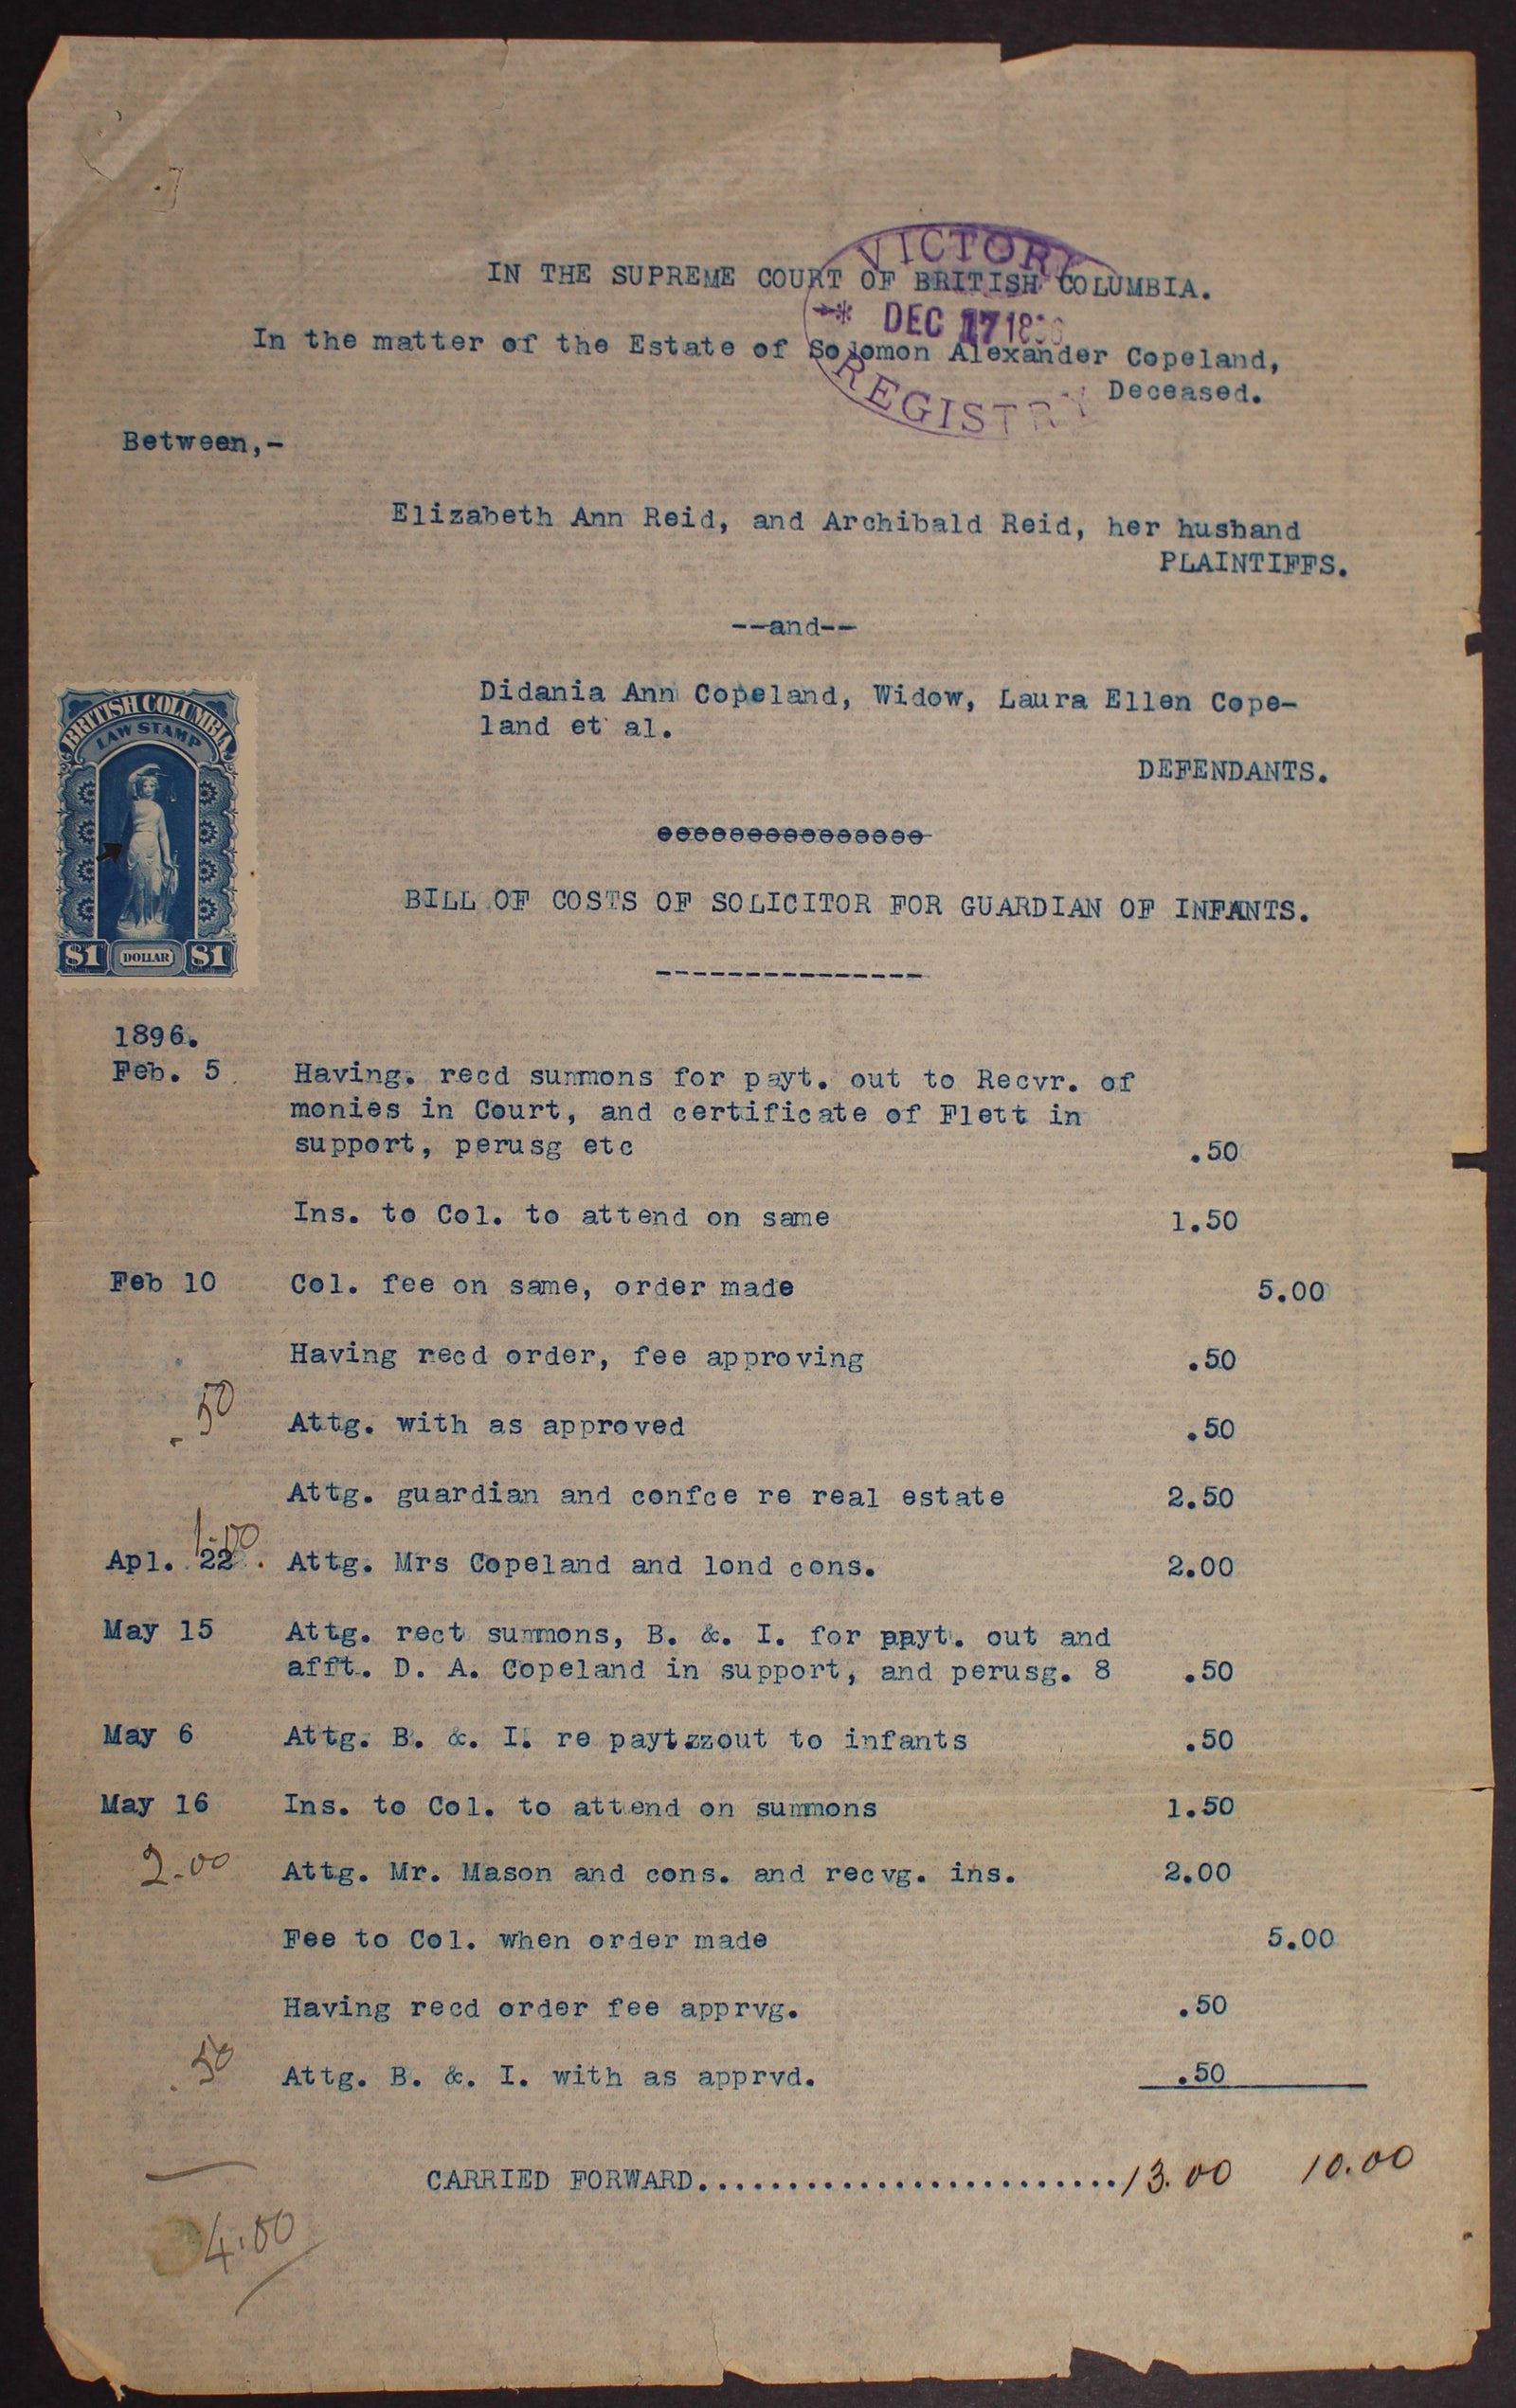 VICTORI
IN THE SUPREME COURT OF BRITISH COLUMBIA.
* DEC 17 18
In the matter of the Estate of Solomon Alexander Copeland,
Deceased.
REGISTRY
Between,-
Elizabeth Ann Reid, and Archibald Reid, her husband
PLAINTIFFS.
--and--
Didania Ann Copeland, Widow, Laura Ellen Cope-
land et al.
DEFENDANTS.
BRITISH COLUMBIA
LAW STAMP
$1 DOLLAR $1
BILL OF COSTS OF SOLICITOR FOR GUARDIAN OF INFANTS.
---------------
1896.
Feb. 5 Having. recd summons for payt. out to Recvr. of
monies in Court, and certificate of Flett in
support, perusg etc .50
Ins. to Col. to attend on same 1.50
Feb 10 Col. fee on same, order made 5.00
Having recd order, fee approving .50
.50 Attg. with as approved .50
Attg. guardian and confce re real estate 2.50
1.00
Apl. 22. Attg. Mrs Copeland and lond cons. 2.00
May 15 Attg. rect summons, B. &. I. for payt. out and
afft. D. A. Copeland in support, and perusg. 8 .50
May 6 Attg. B. &. I. re payt.zzout to infants .50
May 16 Ins. to Col. to attend on summons 1.50
2.00 Attg. Mr. Mason and cons. and recvg. ins. 2.00
Fee to Col. when order made 5.00
Having recd order fee apprvg. .50
.50 Attg. B. &. I. with as apprvd. .50
CARRIED FORWARD........................13.00 10.00
4.00